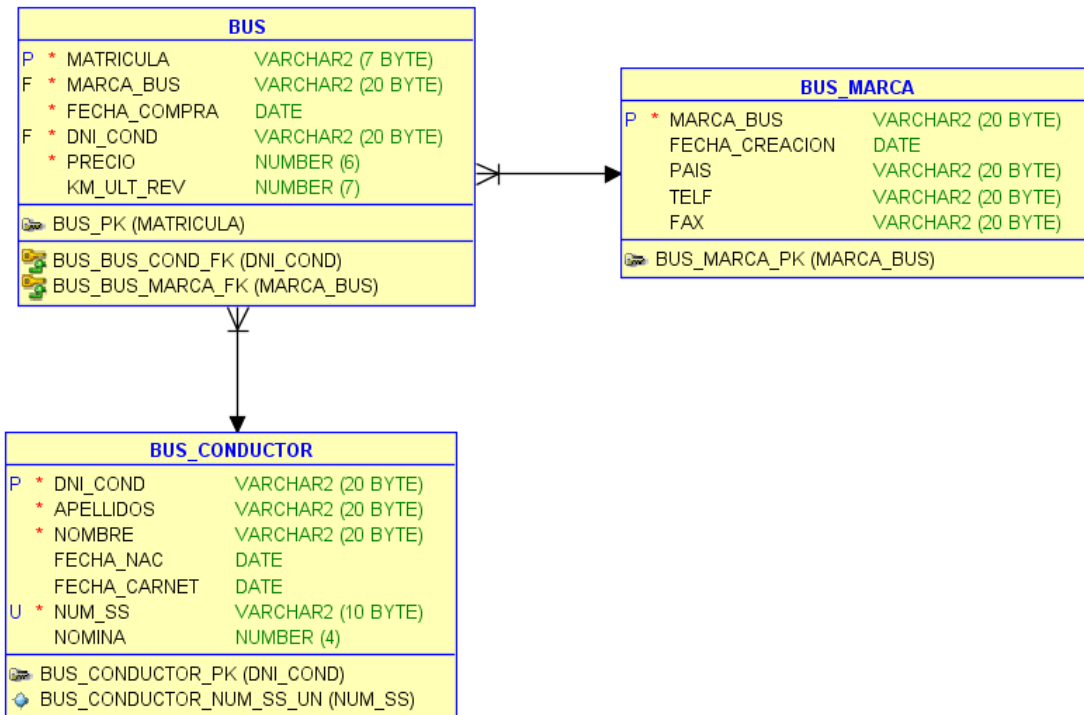 BUS
P * MATRICULA VARCHAR2 (7 BYTE)
F * MARCA_BUS VARCHAR2 (20 BYTE)
* FECHA_COMPRA DATE
F * DNI_COND VARCHAR2 (20 BYTE)
* PRECIO NUMBER (6)
KM_ULT_REV NUMBER (7)
BUS_PK (MATRICULA)
BUS_BUS_COND_FK (DNI_COND)
BUS_BUS_MARCA_FK (MARCA_BUS)
BUS_MARCA
P * MARCA_BUS VARCHAR2 (20 BYTE)
FECHA_CREACION DATE
PAIS VARCHAR2 (20 BYTE)
TELF VARCHAR2 (20 BYTE)
FAX VARCHAR2 (20 BYTE)
BUS_MARCA_PK (MARCA_BUS)
BUS_CONDUCTOR
P * DNI_COND VARCHAR2 (20 BYTE)
* APELLIDOS VARCHAR2 (20 BYTE)
* NOMBRE VARCHAR2 (20 BYTE)
FECHA_NAC DATE
FECHA_CARNET DATE
U * NUM_SS VARCHAR2 (10 BYTE)
NOMINA NUMBER (4)
BUS_CONDUCTOR_PK (DNI_COND)
BUS_CONDUCTOR_NUM_SS_UN (NUM_SS)